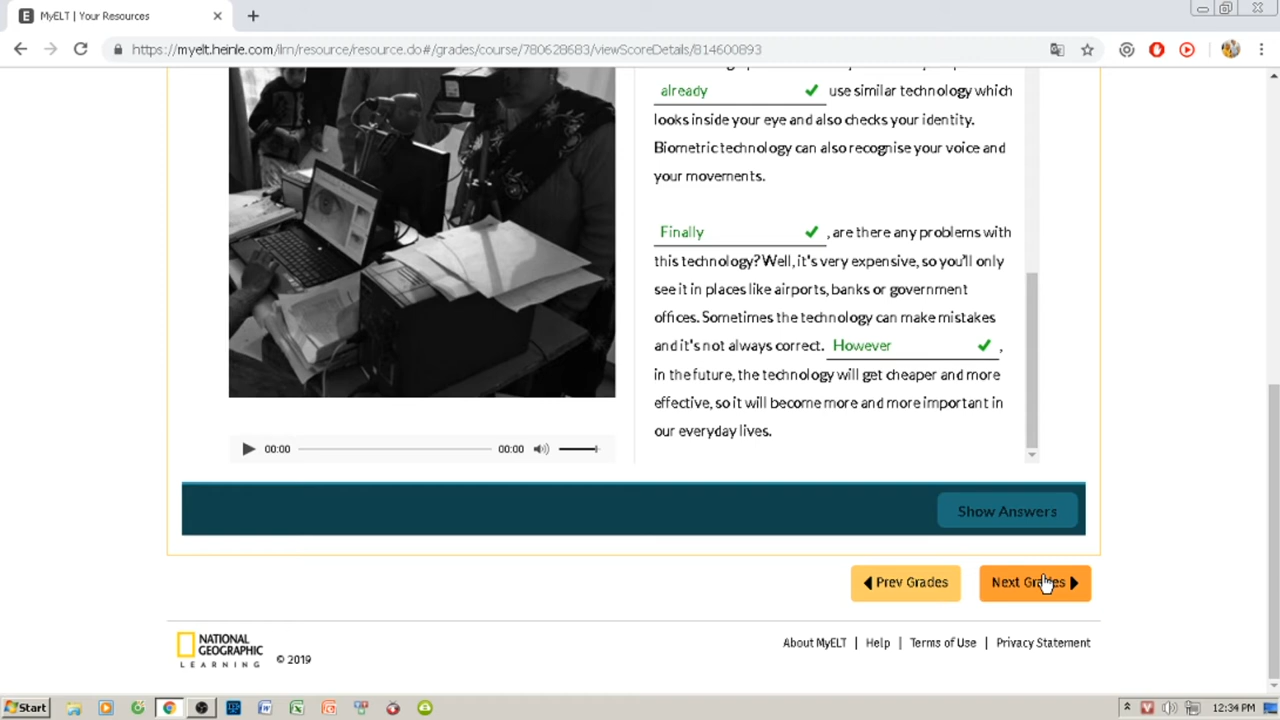 MyELT | Your Resources
https://myelt.heinle.com/ilrn/resource/resource.do#/grades/course/780628683/viewScoreDetails/814600893
already ✔ use similar technology which
looks inside your eye and also checks your identity.
Biometric technology can also recognise your voice and
your movements.
Finally ✔ , are there any problems with
this technology? Well, it's very expensive, so you'll only
see it in places like airports, banks or government
offices. Sometimes the technology can make mistakes
and it's not always correct. However ✔ ,
in the future, the technology will get cheaper and more
effective, so it will become more and more important in
our everyday lives.
00:00 00:00
Show Answers
Prev Grades Next Grades
NATIONAL
GEOGRAPHIC
LEARNING © 2019
About MyELT | Help | Terms of Use | Privacy Statement
Start 12:34 PM